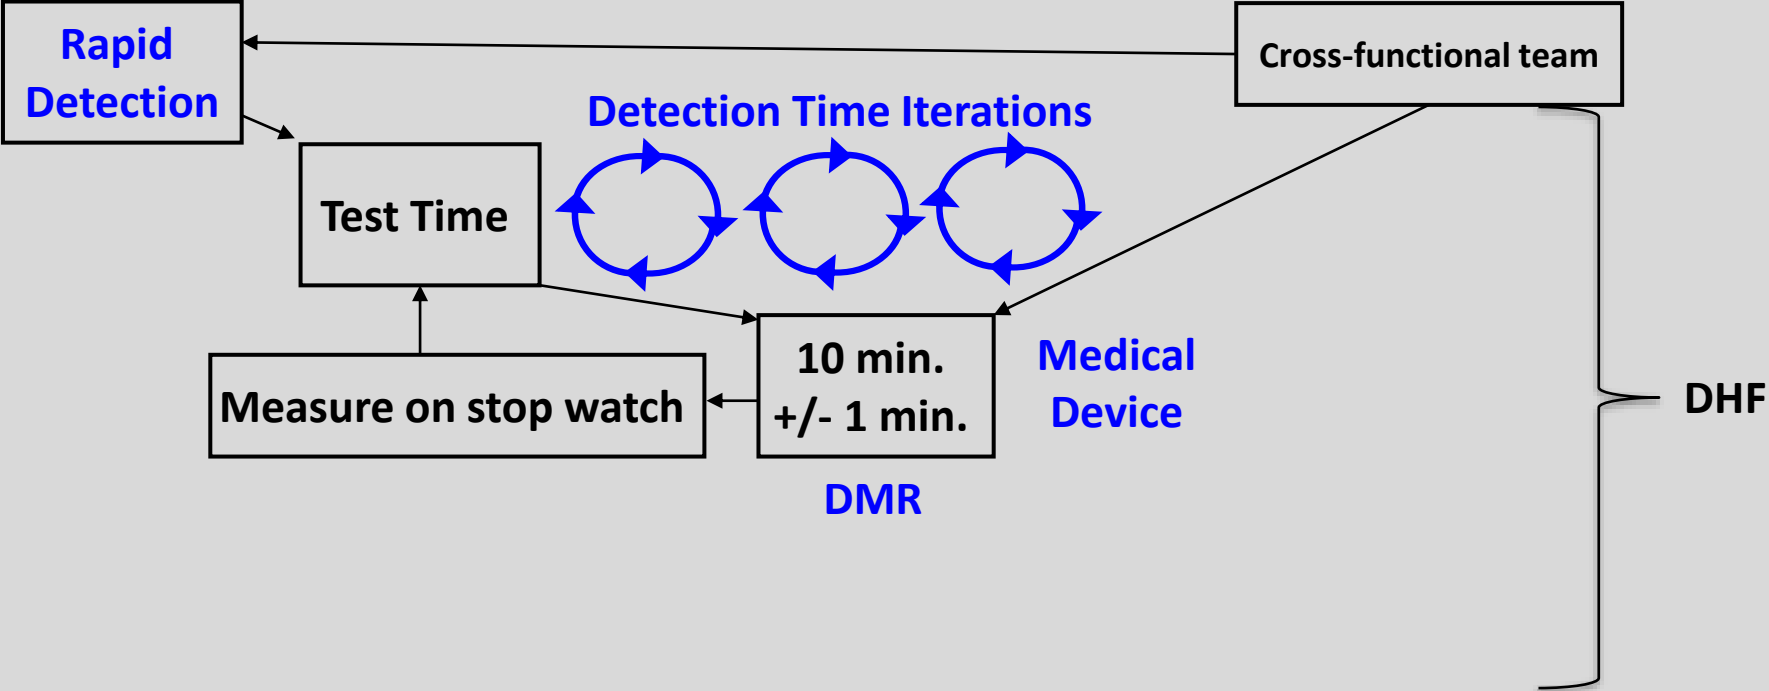 Rapid
Detection
Cross-functional team
Detection Time Iterations
Test Time
10 min.
+/- 1 min.
Medical
Device
Measure on stop watch
DHF
DMR